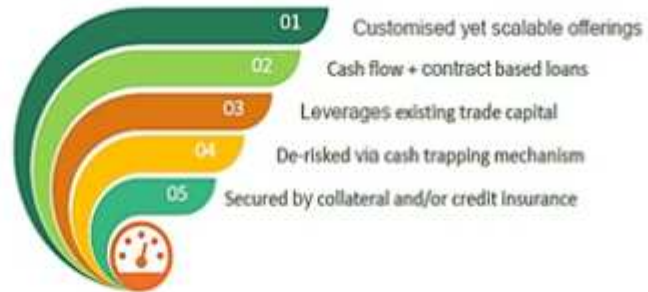 01 Customised yet scalable offerings
02 Cash flow + contract based loans
03 Leverages existing trade capital
04 De-risked via cash trapping mechanism
05 Secured by collateral and/or credit insurance